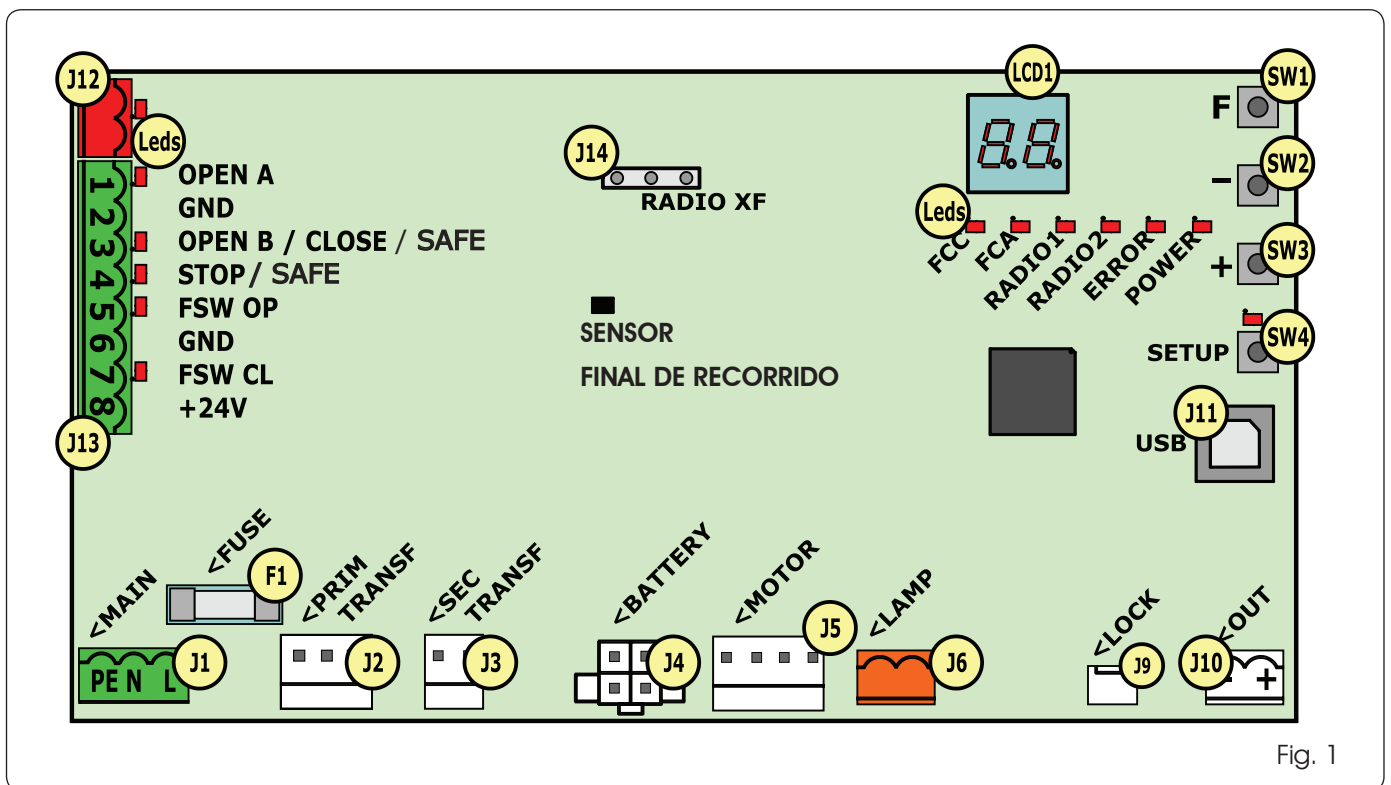 J12
Leds
1
OPEN A
2
GND
3
OPEN B / CLOSE / SAFE
4
STOP / SAFE
5
FSW OP
6
GND
7
FSW CL
8
+24V
J13
J14
RADIO XF
SENSOR
FINAL DE RECORRIDO
LCD1
8.8.
Leds
FCC
FCA
RADIO1
RADIO2
ERROR
POWER
F
SW1
-
SW2
+
SW3
SETUP
SW4
J11
USB
<MAIN
PE N L
J1
<FUSE
F1
<PRIM
TRANSF
J2
<SEC
TRANSF
J3
<BATTERY
J4
<MOTOR
J5
<LAMP
J6
<LOCK
J9
<OUT
J10
- +
Fig. 1